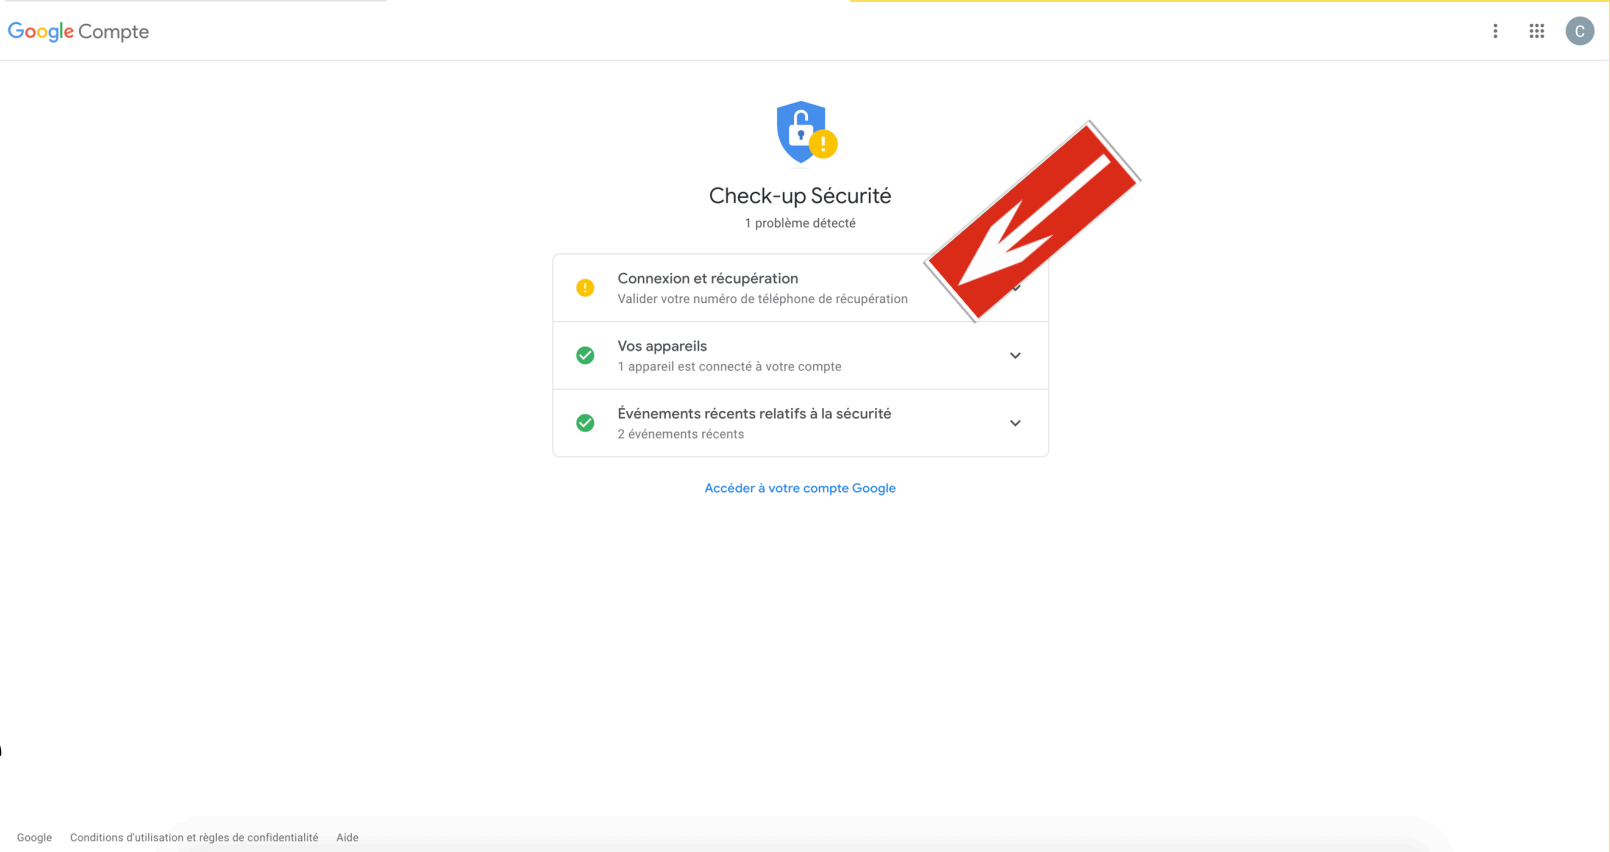 Google Compte
C
Check-up Sécurité
1 problème détecté
Connexion et récupération
Valider votre numéro de téléphone de récupération
Vos appareils
1 appareil est connecté à votre compte
Événements récents relatifs à la sécurité
2 événements récents
Accéder à votre compte Google
Google Conditions d'utilisation et règles de confidentialité Aide